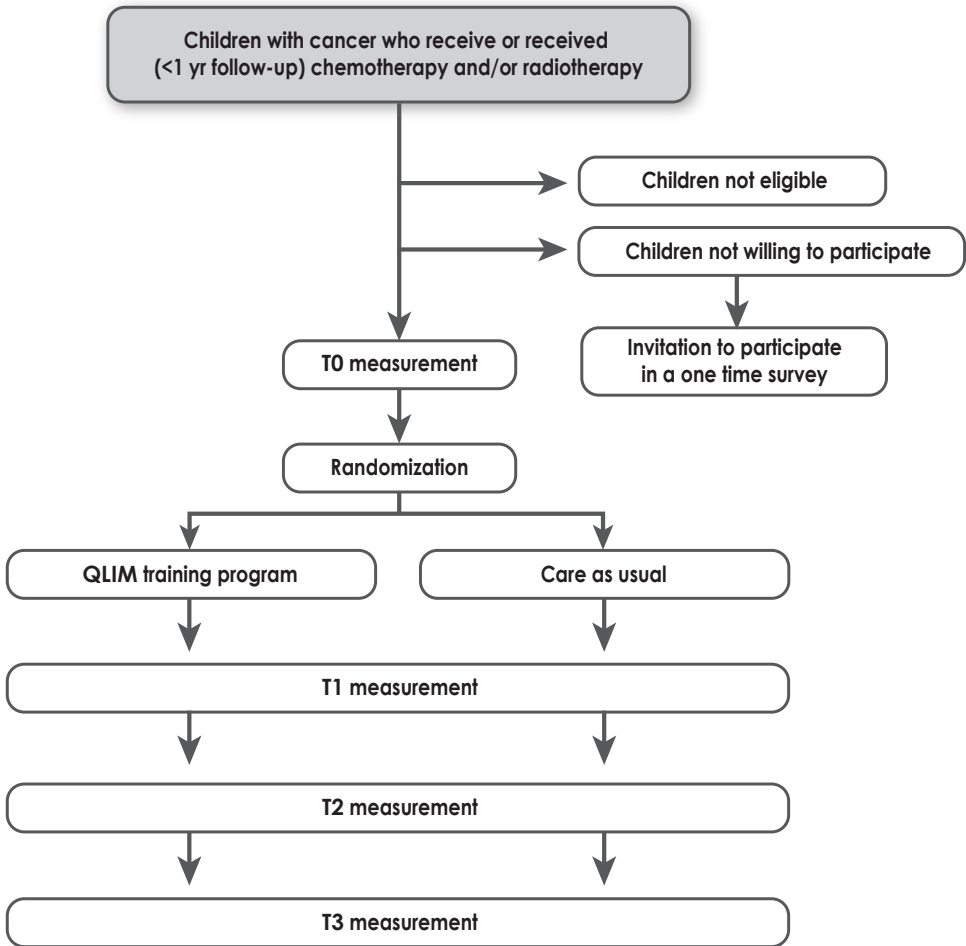 Children with cancer who receive or received
(<1 yr follow-up) chemotherapy and/or radiotherapy
Children not eligible
Children not willing to participate
Invitation to participate
in a one time survey
T0 measurement
Randomization
QLIM training program
Care as usual
T1 measurement
T2 measurement
T3 measurement